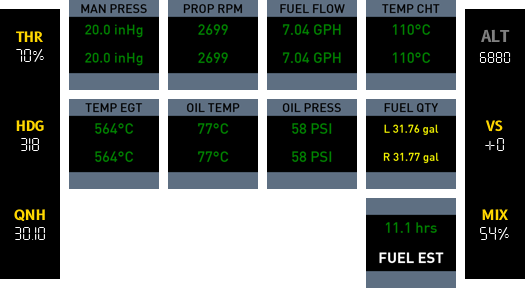 THR
70%
HDG
318
QNH
30.10
MAN PRESS
20.0 inHg
20.0 inHg
PROP RPM
2699
2699
FUEL FLOW
7.04 GPH
7.04 GPH
TEMP CHT
110°C
110°C
TEMP EGT
564°C
564°C
OIL TEMP
77°C
77°C
OIL PRESS
58 PSI
58 PSI
FUEL QTY
L 31.76 gal
R 31.77 gal
11.1 hrs
FUEL EST
ALT
6880
VS
+0
MIX
54%